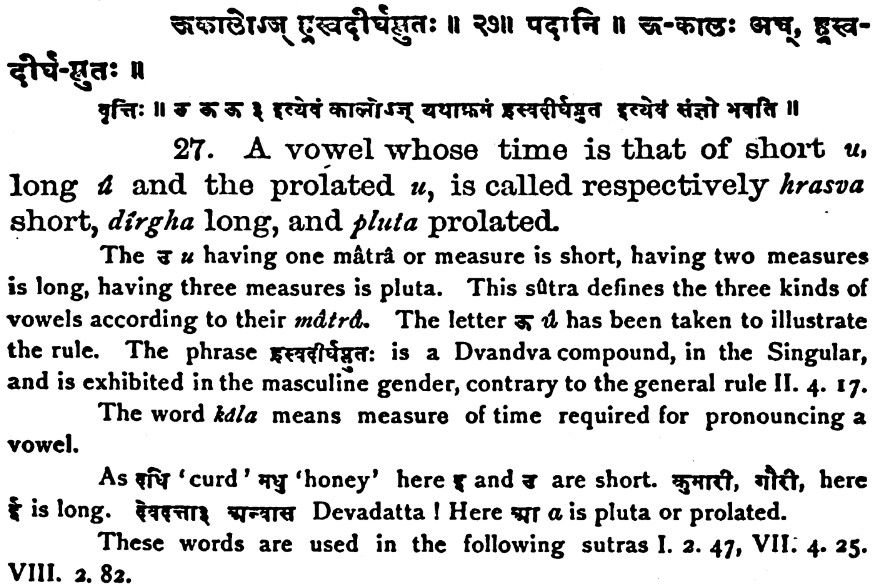 ऊकालोऽज् ह्रस्वदीर्घप्लुतः ॥ २७॥ पदानि ॥ ऊ-कालः अच्, ह्रस्व-
दीर्घ-प्लुतः ॥
वृत्तिः ॥ उ ऊ ऊ ३ इत्येवं कालोऽज् यथाक्रमं ह्रस्वदीर्घप्लुत इत्येवं संज्ञो भवति ॥
27. A vowel whose time is that of short u,
long û and the prolated u, is called respectively hrasva
short, dîrgha long, and pluta prolated.
The उ u having one mâtrâ or measure is short, having two measures
is long, having three measures is pluta. This sûtra defines the three kinds of
vowels according to their mâtrâ. The letter ऊ û has been taken to illustrate
the rule. The phrase ह्रस्वदीर्घप्लुतः is a Dvandva compound, in the Singular,
and is exhibited in the masculine gender, contrary to the general rule II. 4. 17.
The word kâla means measure of time required for pronouncing a
vowel.
As दधि 'curd' मधु 'honey' here इ and उ are short. कुमारी, गौरी, here
ई is long. देवदत्ता३ Devadatta ! Here आ a is pluta or prolated.
These words are used in the following sutras I. 2. 47, VII. 4. 25.
VIII. 2. 82.